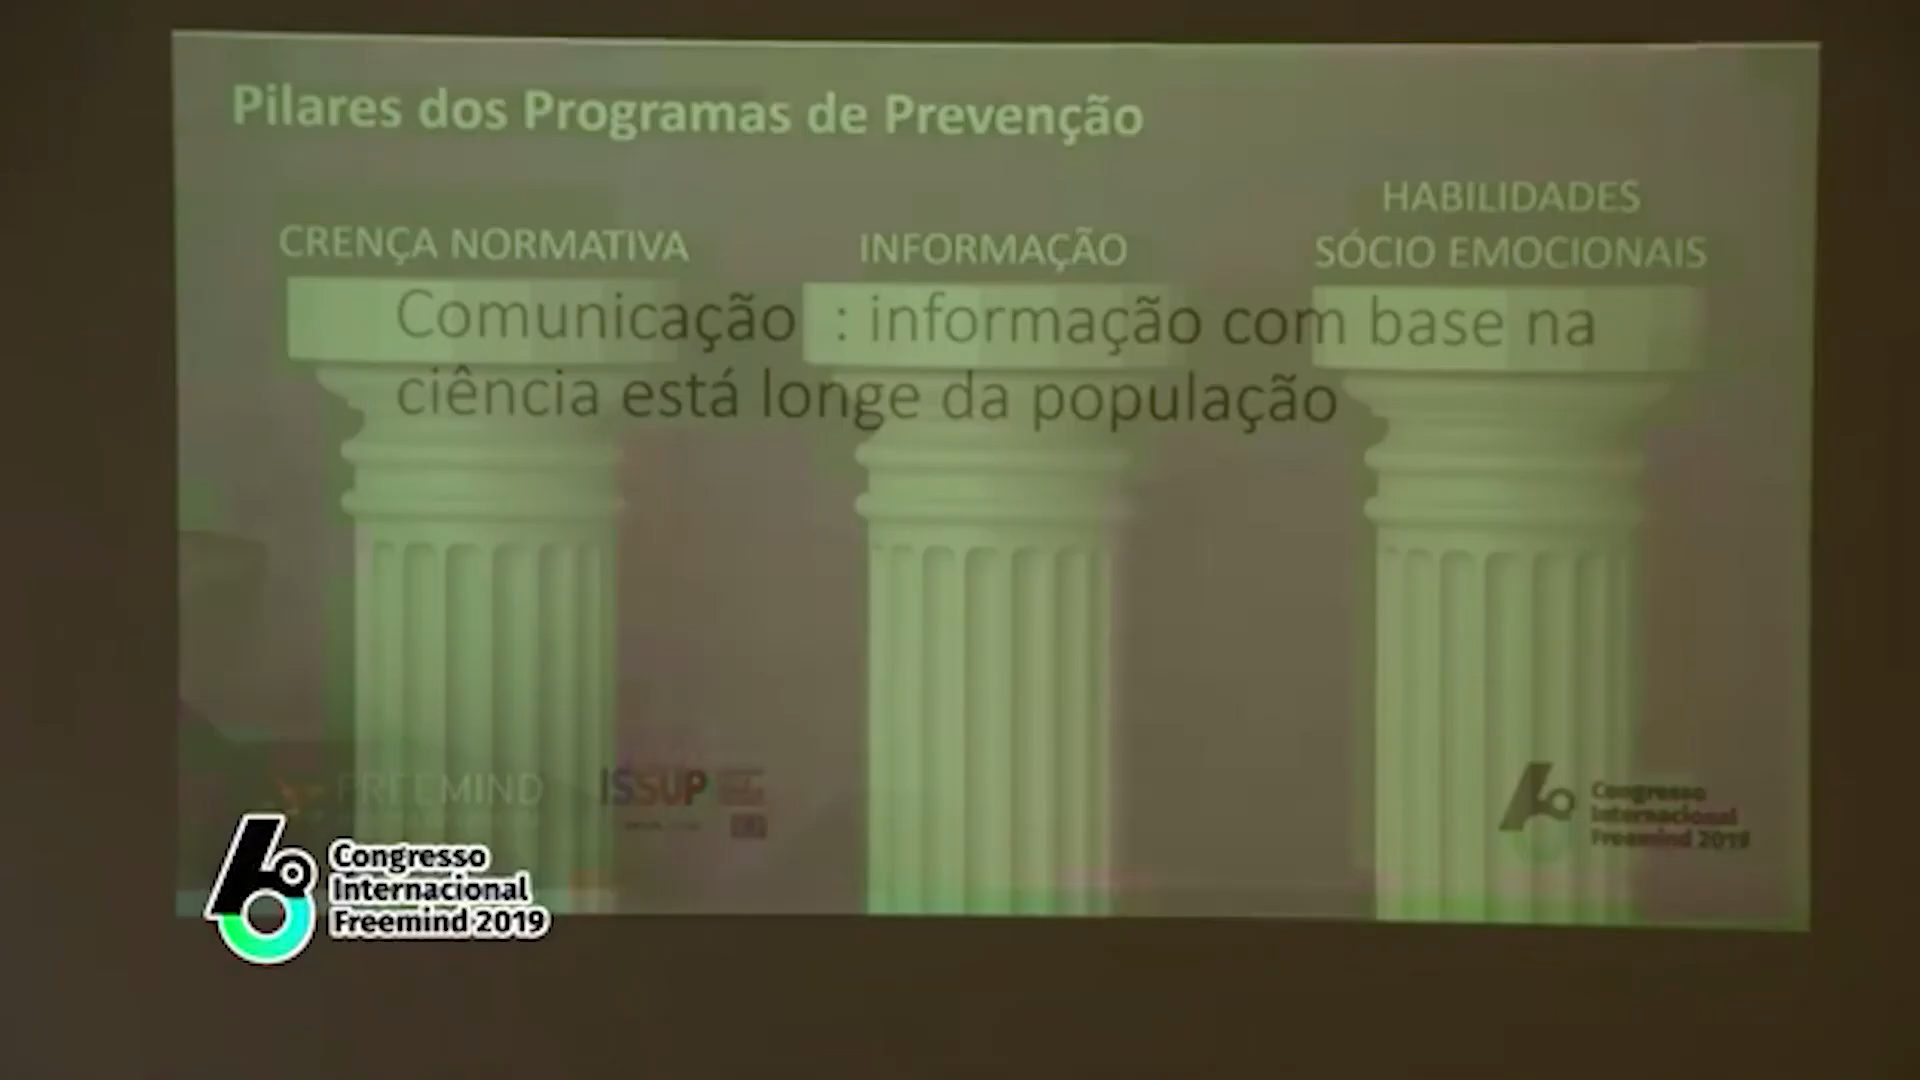 Pilares dos Programas de Prevenção
CRENÇA NORMATIVA
INFORMAÇÃO
HABILIDADES
SÓCIO EMOCIONAIS
Comunicação : informação com base na
ciência está longe da população
FREEMIND
ISSUP
Congresso
Internacional
Freemind 2019
Congresso
Internacional
Freemind 2019